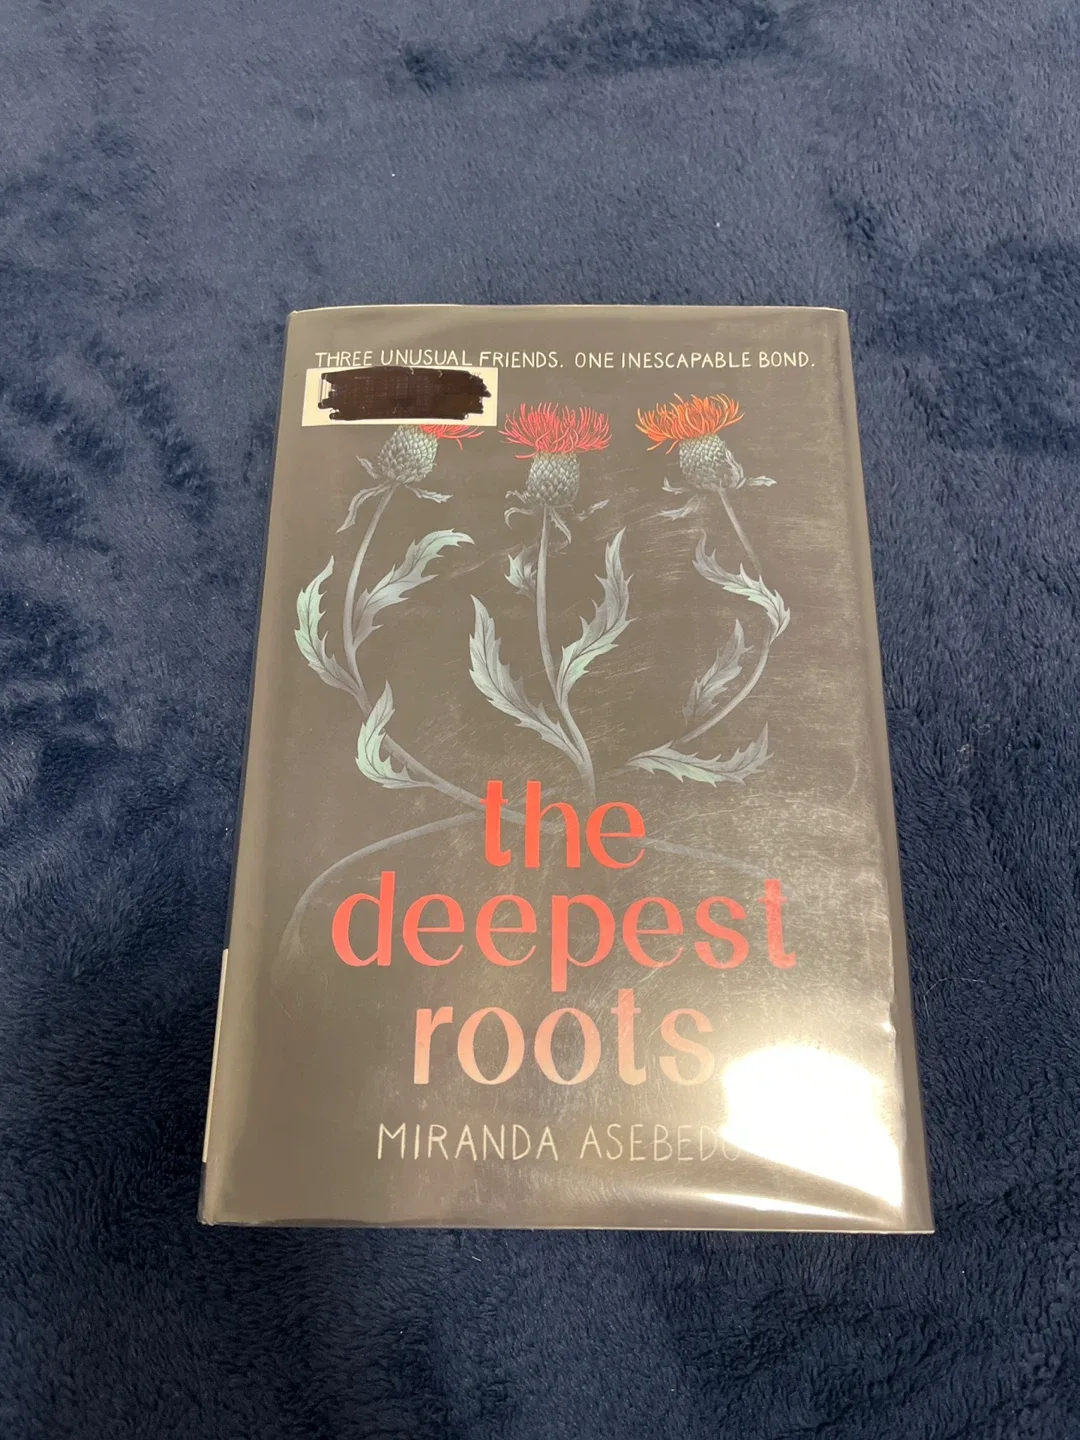 THREE UNUSUAL FRIENDS. ONE INESCAPABLE BOND.
the
deepest
roots
MIRANDA ASEBEDO